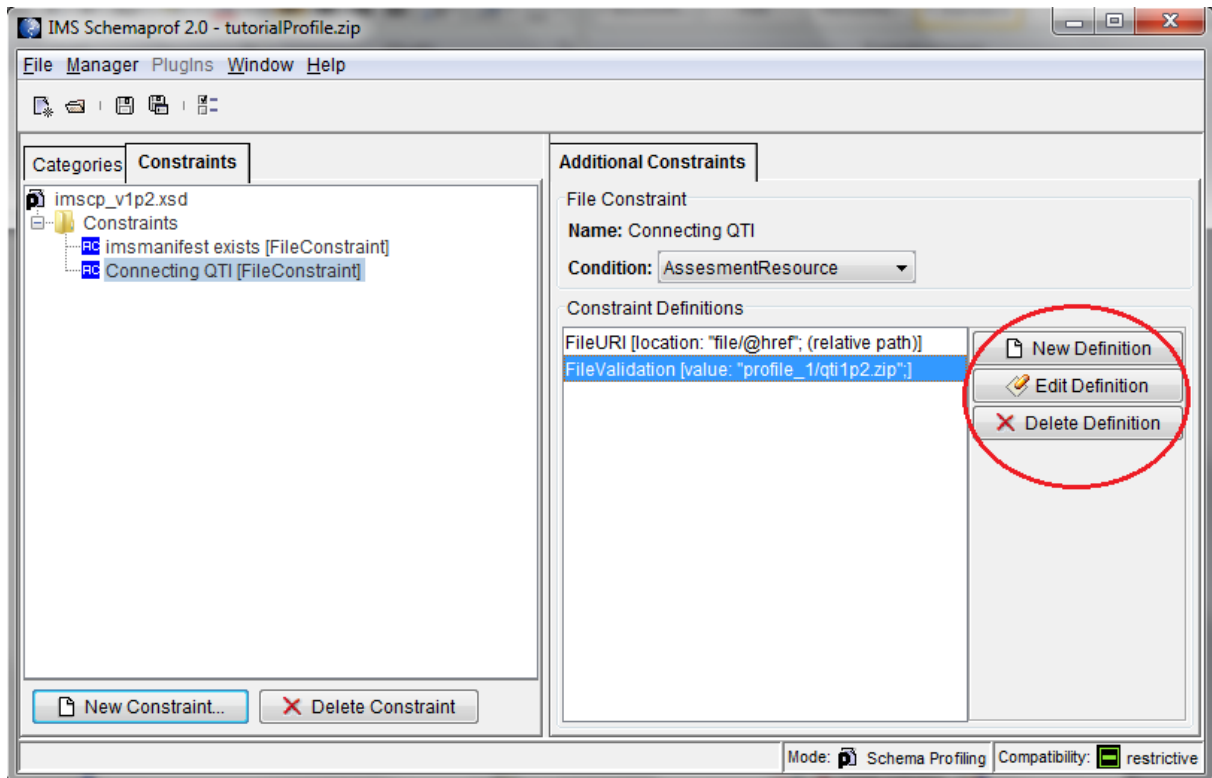 IMS Schemaprof 2.0 - tutorialProfile.zip
File Manager PlugIns Window Help
Categories Constraints
imscp_v1p2.xsd
Constraints
AC imsmanifest exists [FileConstraint]
AC Connecting QTI [FileConstraint]
New Constraint... Delete Constraint
Additional Constraints
File Constraint
Name: Connecting QTI
Condition: AssesmentResource
Constraint Definitions
FileURI [location: "file/@href"; (relative path)]
FileValidation [value: "profile_1/qti1p2.zip";]
New Definition
Edit Definition
Delete Definition
Mode: Schema Profiling Compatibility: restrictive